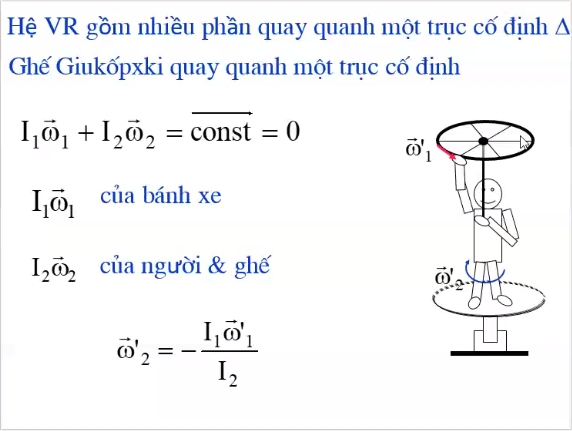 Hệ VR gồm nhiều phần quay quanh một trục cố định Δ
Ghế Giukốpxki quay quanh một trục cố định
I₁ω⃗₁ + I₂ω⃗₂ = const⃗ = 0
ω⃗'₁
I₁ω⃗₁ của bánh xe
I₂ω⃗₂ của người & ghế
ω⃗'₂
ω⃗'₂ = − I₁ω⃗'₁ / I₂